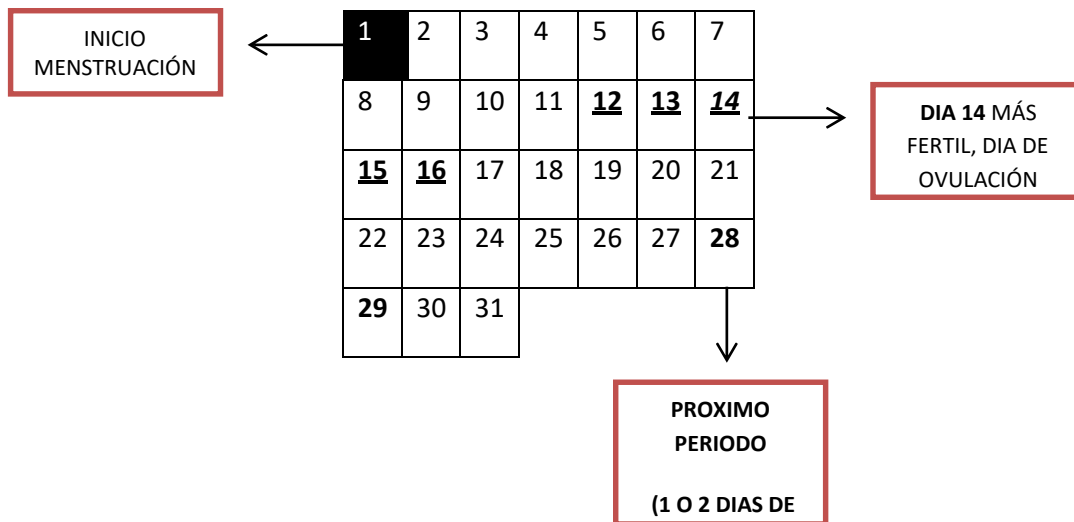 INICIO
MENSTRUACIÓN
1 2 3 4 5 6 7
8 9 10 11 12 13 14
15 16 17 18 19 20 21
22 23 24 25 26 27 28
29 30 31
DIA 14 MÁS
FERTIL, DIA DE
OVULACIÓN
PROXIMO
PERIODO
(1 O 2 DIAS DE